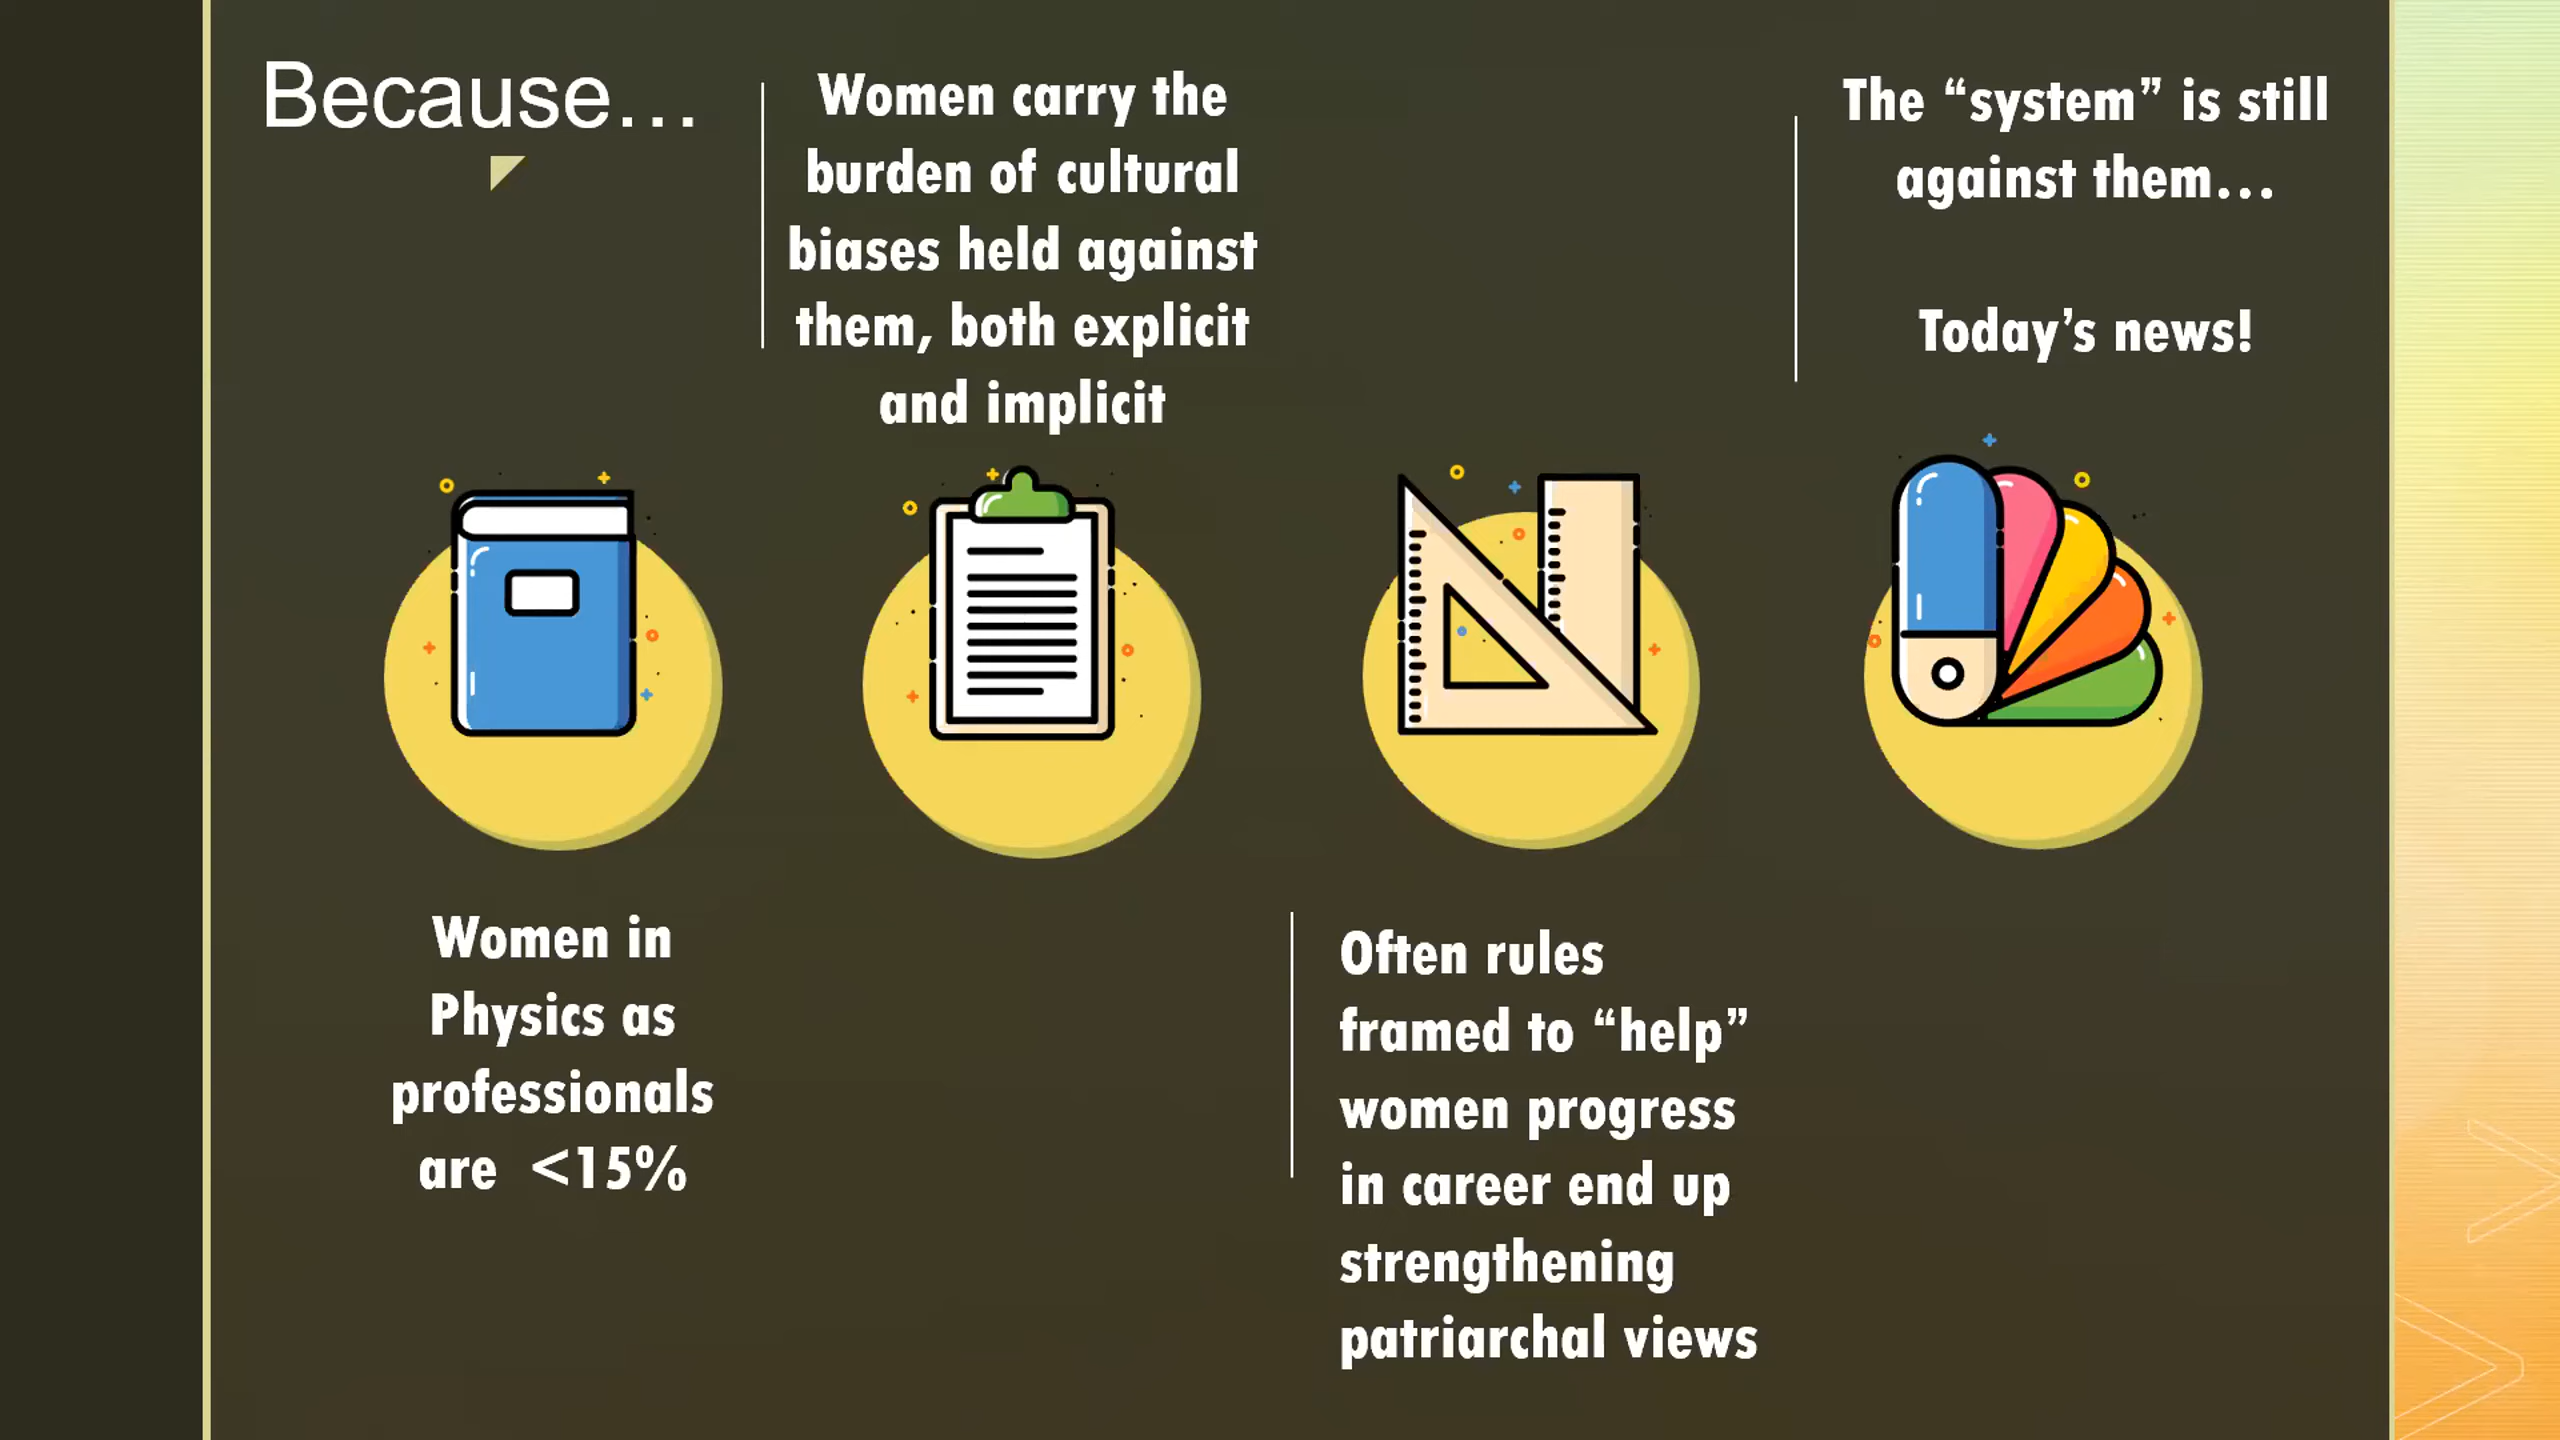 Because...
Women carry the
burden of cultural
biases held against
them, both explicit
and implicit
The “system” is still
against them...
Today’s news!
Women in
Physics as
professionals
are <15%
Often rules
framed to “help”
women progress
in career end up
strengthening
patriarchal views